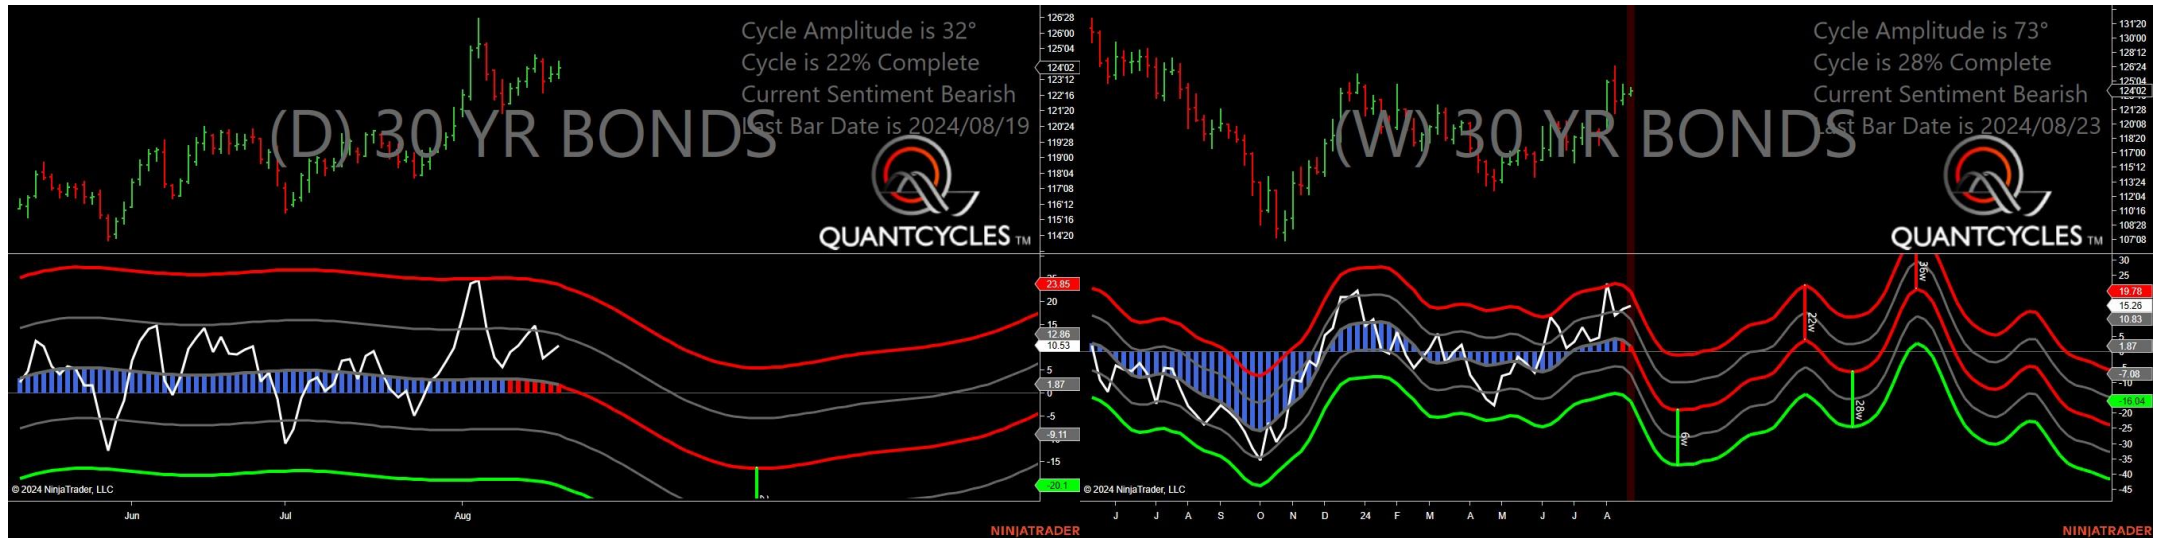 Cycle Amplitude is 32°
Cycle is 22% Complete
Current Sentiment Bearish
Last Bar Date is 2024/08/19
(D) 30 YR BONDS
QUANTCYCLES TM
126'28
126'00
125'04
124'02
123'12
122'16
121'20
120'24
119'28
119'00
118'04
117'08
116'12
115'16
114'20
23.85
20
15
12.86
10.53
5
1.87
0
-5
-9.11
-15
-20.1
© 2024 NinjaTrader, LLC
Jun Jul Aug
NINJATRADER
Cycle Amplitude is 73°
Cycle is 28% Complete
Current Sentiment Bearish
Last Bar Date is 2024/08/23
(W) 30 YR BONDS
QUANTCYCLES TM
131'20
130'00
128'12
126'24
125'04
124'02
121'28
120'08
118'20
117'00
115'12
113'24
112'04
110'16
108'28
107'08
36w
22w
28w
6w
30
25
19.78
15.26
10.83
5
1.87
-7.08
-10
-16.04
-20
-25
-30
-35
-40
-45
© 2024 NinjaTrader, LLC
J J A S O N D 24 F M A M J J A
NINJATRADER